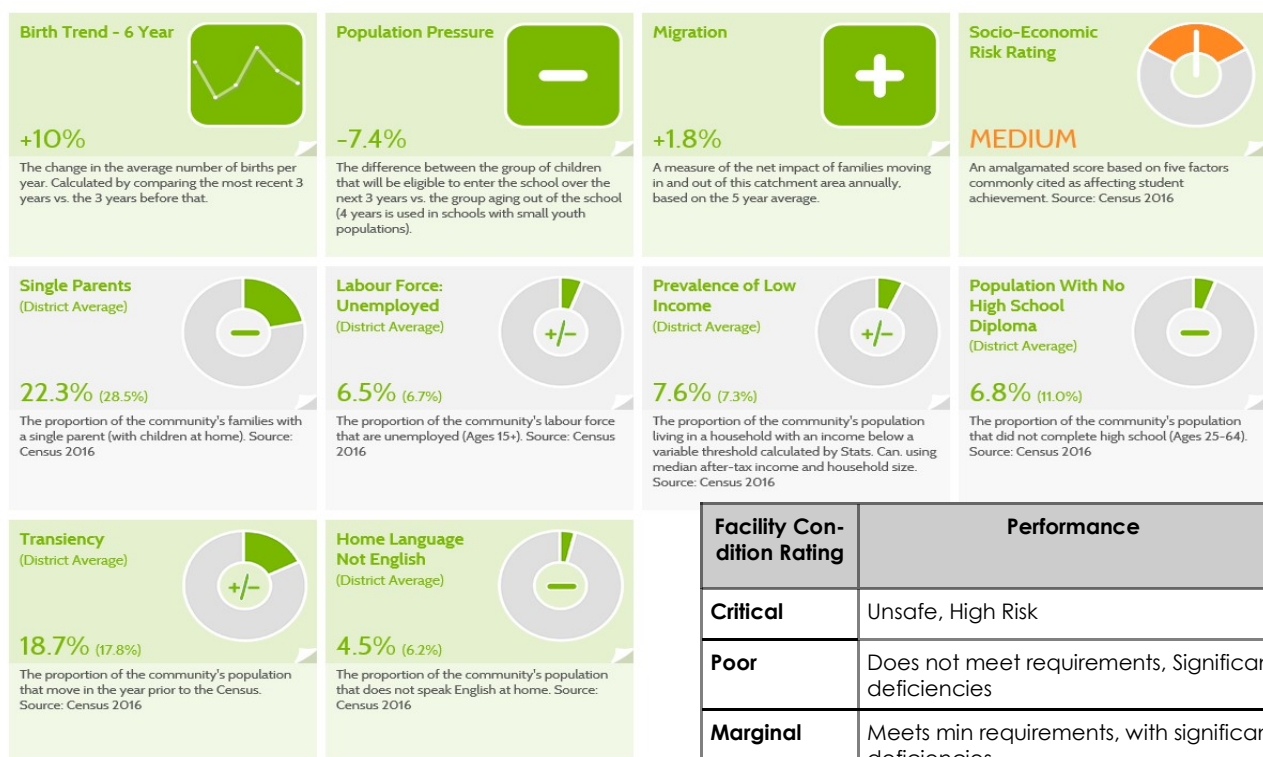 Birth Trend - 6 Year
+10%
The change in the average number of births per
year. Calculated by comparing the most recent 3
years vs. the 3 years before that.
Population Pressure
-7.4%
The difference between the group of children
that will be eligible to enter the school over the
next 3 years vs. the group aging out of the school
(4 years is used in schools with small youth
populations).
Migration
+1.8%
A measure of the net impact of families moving
in and out of this catchment area annually,
based on the 5 year average.
Socio-Economic
Risk Rating
MEDIUM
An amalgamated score based on five factors
commonly cited as affecting student
achievement. Source: Census 2016
Single Parents
(District Average)
22.3% (28.5%)
The proportion of the community's families with
a single parent (with children at home). Source:
Census 2016
Labour Force:
Unemployed
(District Average)
+/-
6.5% (6.7%)
The proportion of the community's labour force
that are unemployed (Ages 15+). Source: Census
2016
Prevalence of Low
Income
(District Average)
+/-
7.6% (7.3%)
The proportion of the community's population
living in a household with an income below a
variable threshold calculated by Stats. Can. using
median after-tax income and household size.
Source: Census 2016
Population With No
High School
Diploma
(District Average)
6.8% (11.0%)
The proportion of the community's population
that did not complete high school (Ages 25-64).
Source: Census 2016
Transiency
(District Average)
+/-
18.7% (17.8%)
The proportion of the community's population
that move in the year prior to the Census.
Source: Census 2016
Home Language
Not English
(District Average)
4.5% (6.2%)
The proportion of the community's population
that does not speak English at home. Source:
Census 2016
Facility Con-
dition Rating
Performance
Critical
Unsafe, High Risk
Poor
Does not meet requirements,
deficiencies
Marginal
Meets min requirements, with
deficiencies